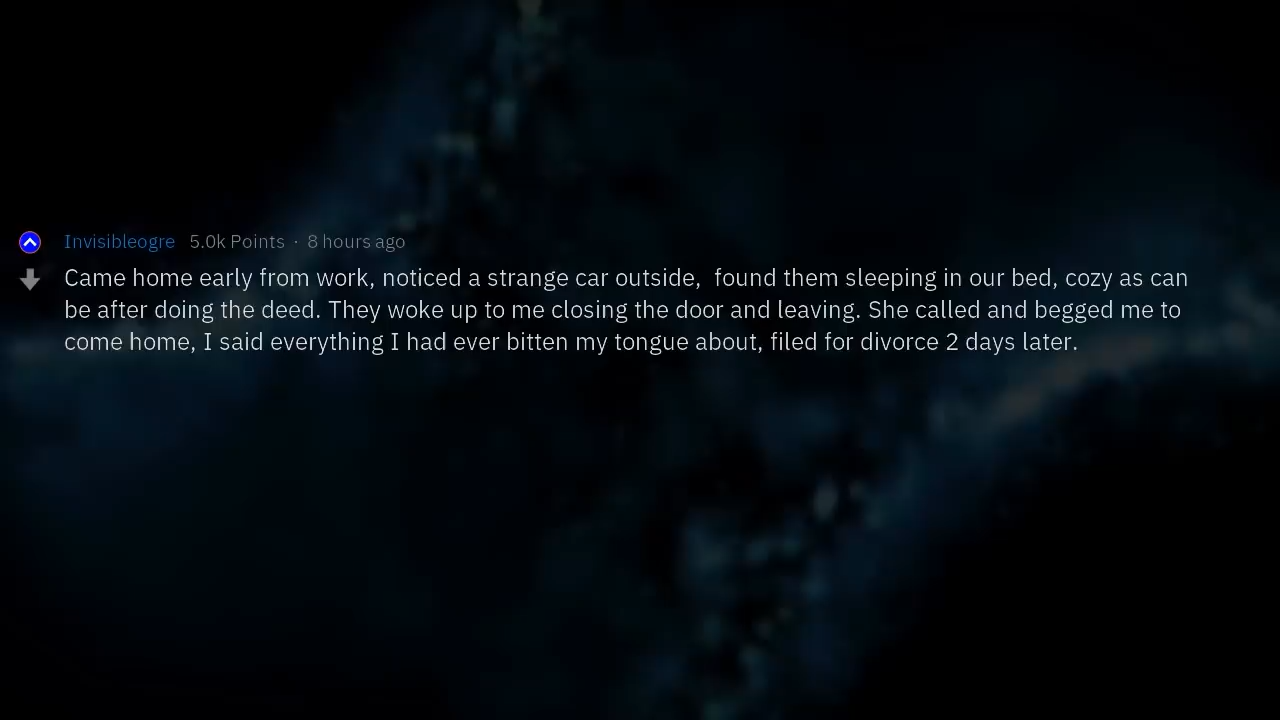 Invisibleogre 5.0k Points · 8 hours ago
Came home early from work, noticed a strange car outside,  found them sleeping in our bed, cozy as can
be after doing the deed. They woke up to me closing the door and leaving. She called and begged me to
come home, I said everything I had ever bitten my tongue about, filed for divorce 2 days later.